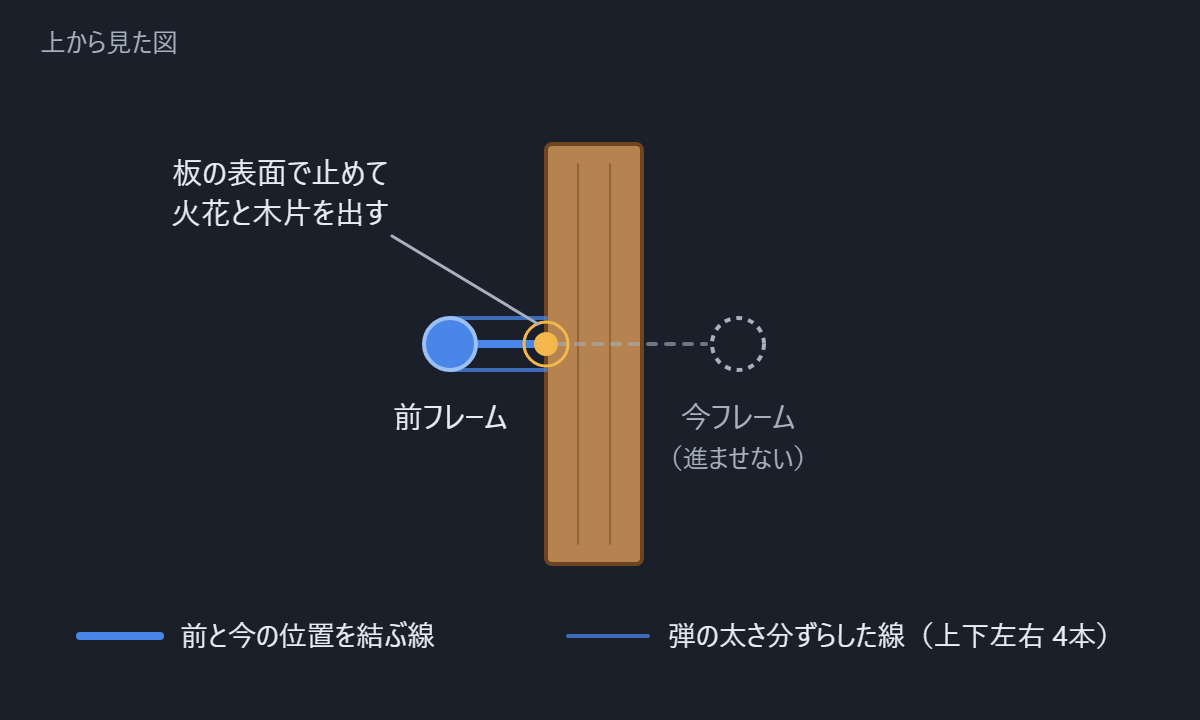 上から見た図
板の表面で止めて
火花と木片を出す
前フレーム
今フレーム
（進ませない）
前と今の位置を結ぶ線
弾の太さ分ずらした線（上下左右 4本）